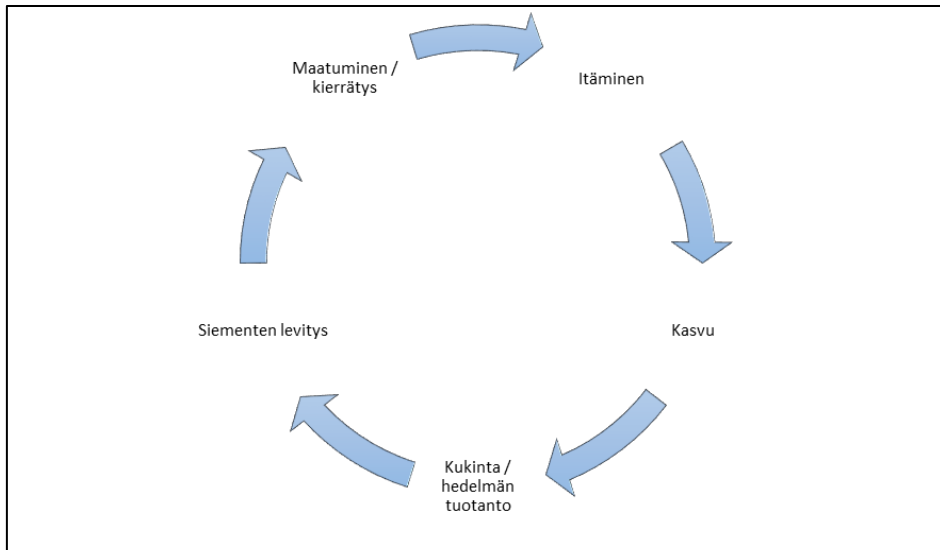 Maatuminen /
kierrätys
Itäminen
Kasvu
Kukinta /
hedelmän
tuotanto
Siementen levitys